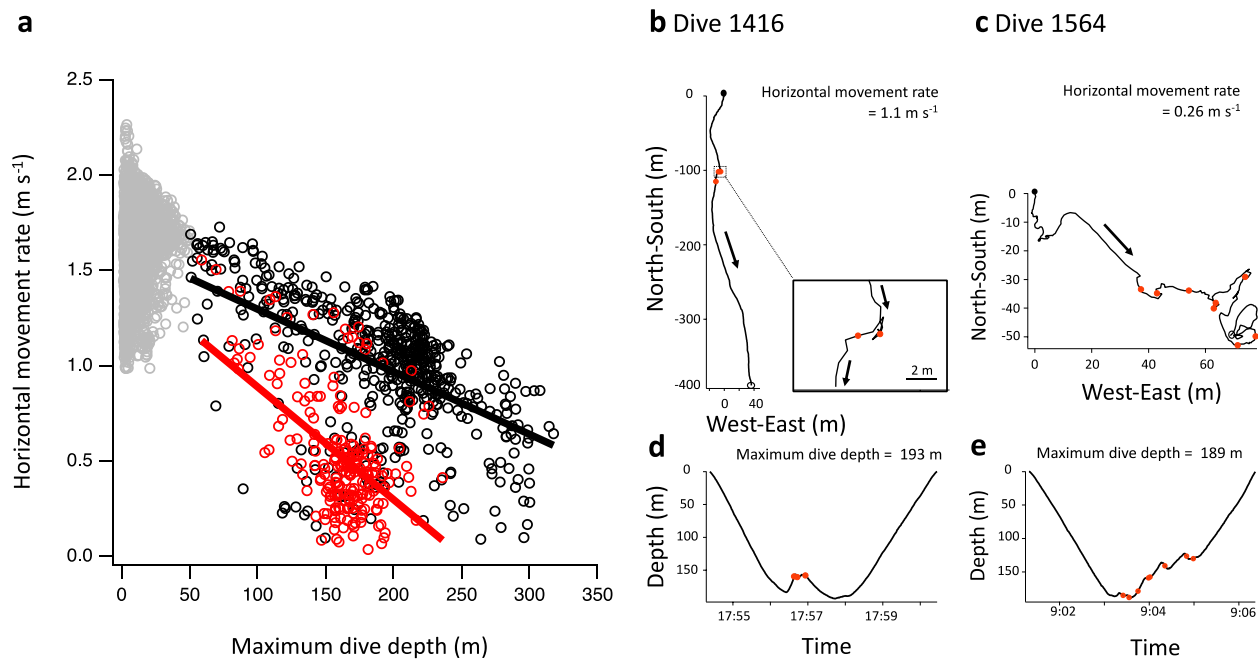 a
Horizontal movement rate (m s-1)
2.5
2.0
1.5
1.0
0.5
0.0
0 50 100 150 200 250 300 350
Maximum dive depth (m)
b Dive 1416
Horizontal movement rate
= 1.1 m s-1
North-South (m)
0
-100
-200
-300
-400
2 m
0 40
West-East (m)
c Dive 1564
Horizontal movement rate
= 0.26 m s-1
North-South (m)
0
-10
-20
-30
-40
-50
0 20 40 60
West-East (m)
d
Maximum dive depth = 193 m
Depth (m)
0
50
100
150
17:55 17:57 17:59
Time
e
Maximum dive depth = 189 m
Depth (m)
0
50
100
150
9:02 9:04 9:06
Time